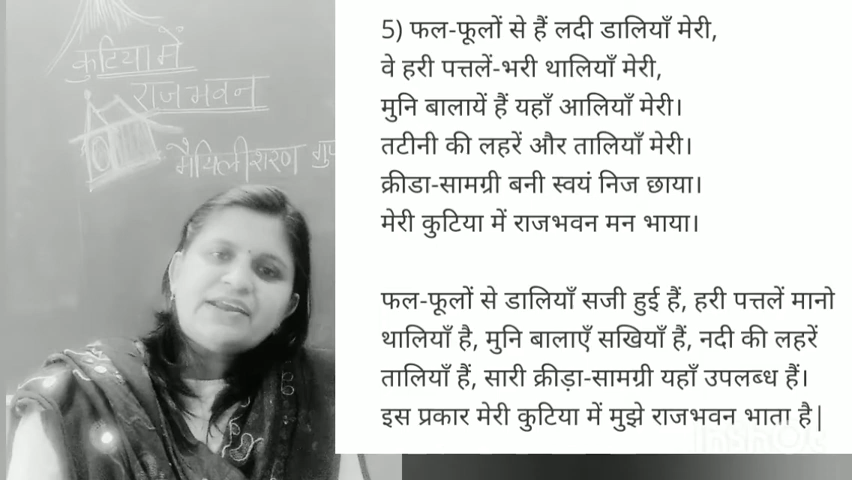 कुटिया में
राज भवन
मैथिलीशरण गुप
5) फल-फूलों से हैं लदी डालियाँ मेरी,
वे हरी पत्तलें-भरी थालियाँ मेरी,
मुनि बालायें हैं यहाँ आलियाँ मेरी।
तटीनी की लहरें और तालियाँ मेरी।
क्रीडा-सामग्री बनी स्वयं निज छाया।
मेरी कुटिया में राजभवन मन भाया।
फल-फूलों से डालियाँ सजी हुई हैं, हरी पत्तलें मानो
थालियाँ है, मुनि बालाएँ सखियाँ हैं, नदी की लहरें
तालियाँ हैं, सारी क्रीड़ा-सामग्री यहाँ उपलब्ध हैं।
इस प्रकार मेरी कुटिया में मुझे राजभवन भाता है|